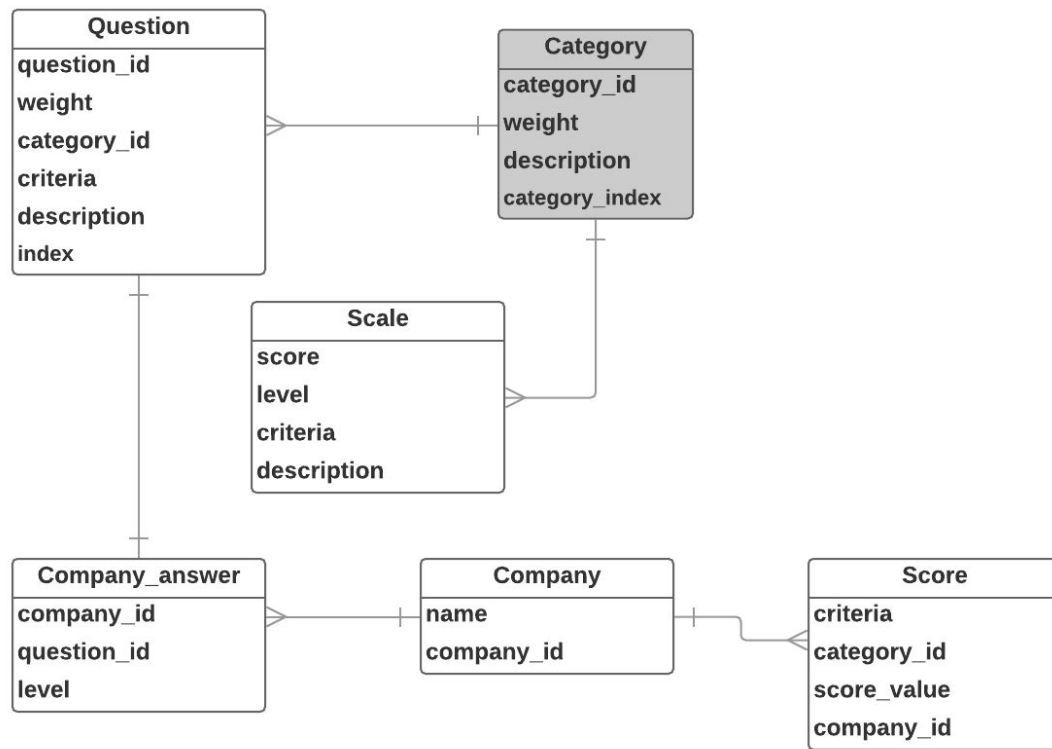 Question
question_id
weight
category_id
criteria
description
index
Category
category_id
weight
description
category_index
Scale
score
level
criteria
description
Company_answer
company_id
question_id
level
Company
name
company_id
Score
criteria
category_id
score_value
company_id